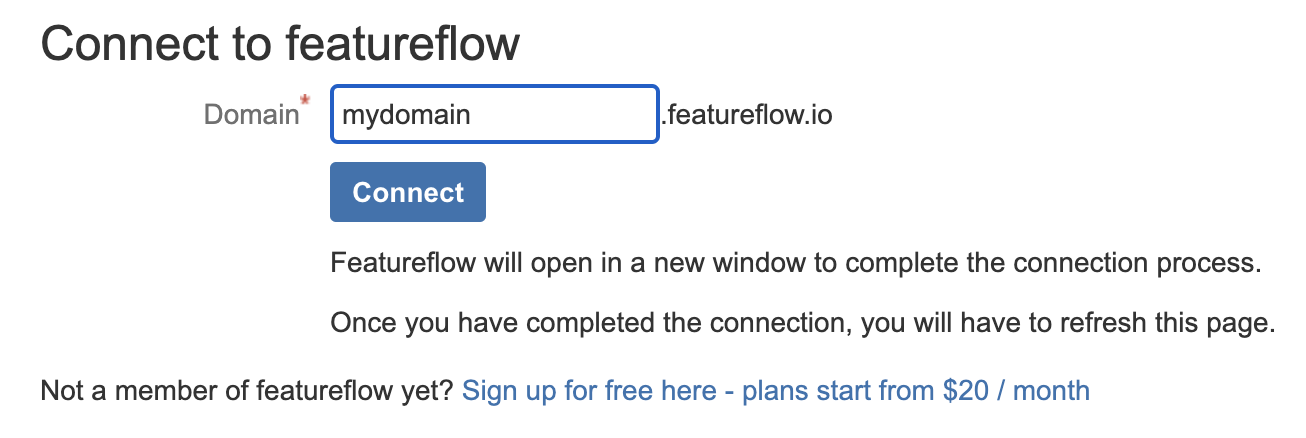 Connect to featureflow
Domain* mydomain .featureflow.io
Connect
Featureflow will open in a new window to complete the connection process.
Once you have completed the connection, you will have to refresh this page.
Not a member of featureflow yet? Sign up for free here - plans start from $20 / month